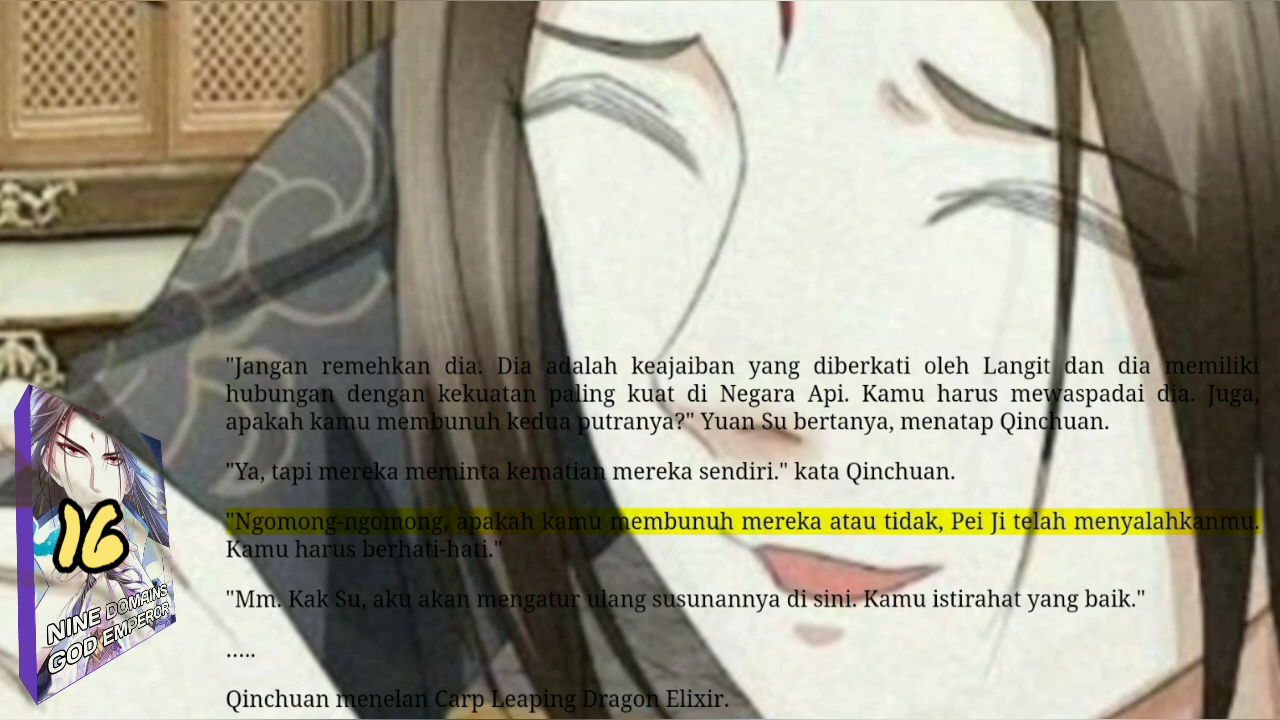 "Jangan remehkan dia. Dia adalah keajaiban yang diberkati oleh Langit dan dia memiliki
hubungan dengan kekuatan paling kuat di Negara Api. Kamu harus mewaspadai dia. Juga,
apakah kamu membunuh kedua putranya?" Yuan Su bertanya, menatap Qinchuan.
"Ya, tapi mereka meminta kematian mereka sendiri." kata Qinchuan.
"Ngomong-ngomong, apakah kamu membunuh mereka atau tidak, Pei Ji telah menyalahkanmu.
Kamu harus berhati-hati."
"Mm. Kak Su, aku akan mengatur ulang susunannya di sini. Kamu istirahat yang baik."
.....
Qinchuan menelan Carp Leaping Dragon Elixir.
16
NINE DOMAINS
GOD EMPEROR